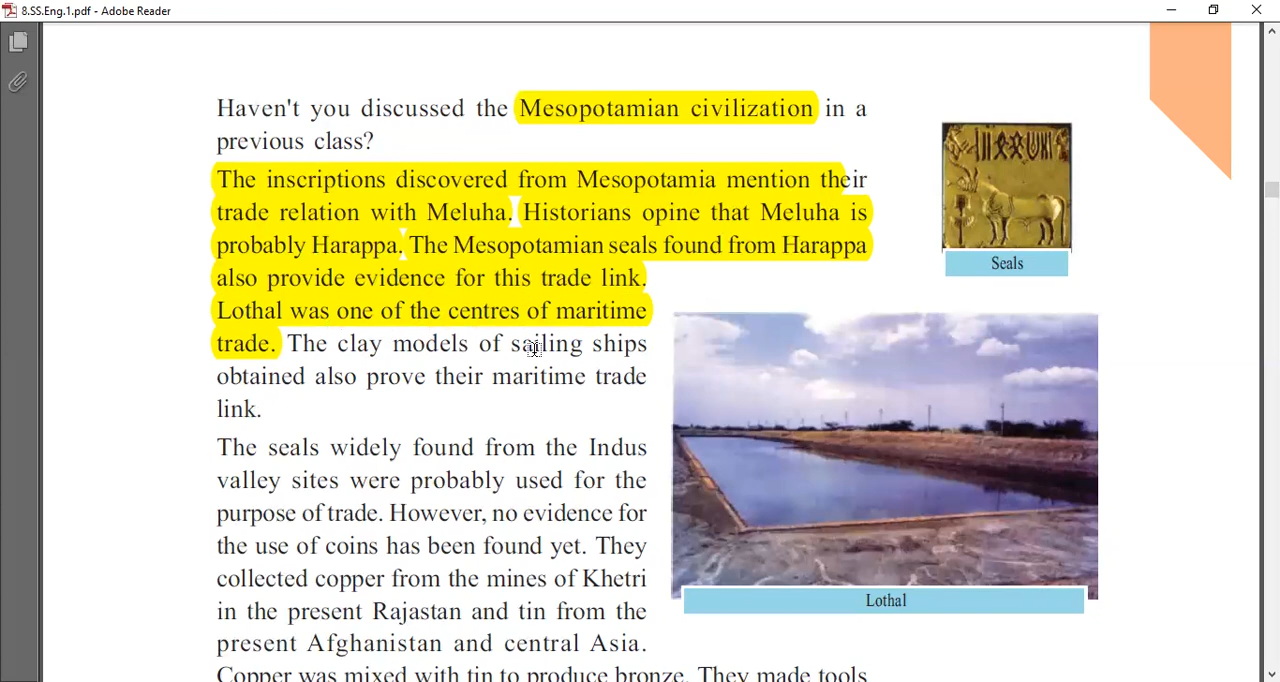 8.SS.Eng.1.pdf - Adobe Reader
Haven't you discussed the Mesopotamian civilization in a
previous class?
The inscriptions discovered from Mesopotamia mention their
trade relation with Meluha. Historians opine that Meluha is
probably Harappa. The Mesopotamian seals found from Harappa
also provide evidence for this trade link.
Lothal was one of the centres of maritime
trade. The clay models of sailing ships
obtained also prove their maritime trade
link.
The seals widely found from the Indus
valley sites were probably used for the
purpose of trade. However, no evidence for
the use of coins has been found yet. They
collected copper from the mines of Khetri
in the present Rajastan and tin from the
present Afghanistan and central Asia.
Copper was mixed with tin to produce bronze. They made tools
Seals
Lothal